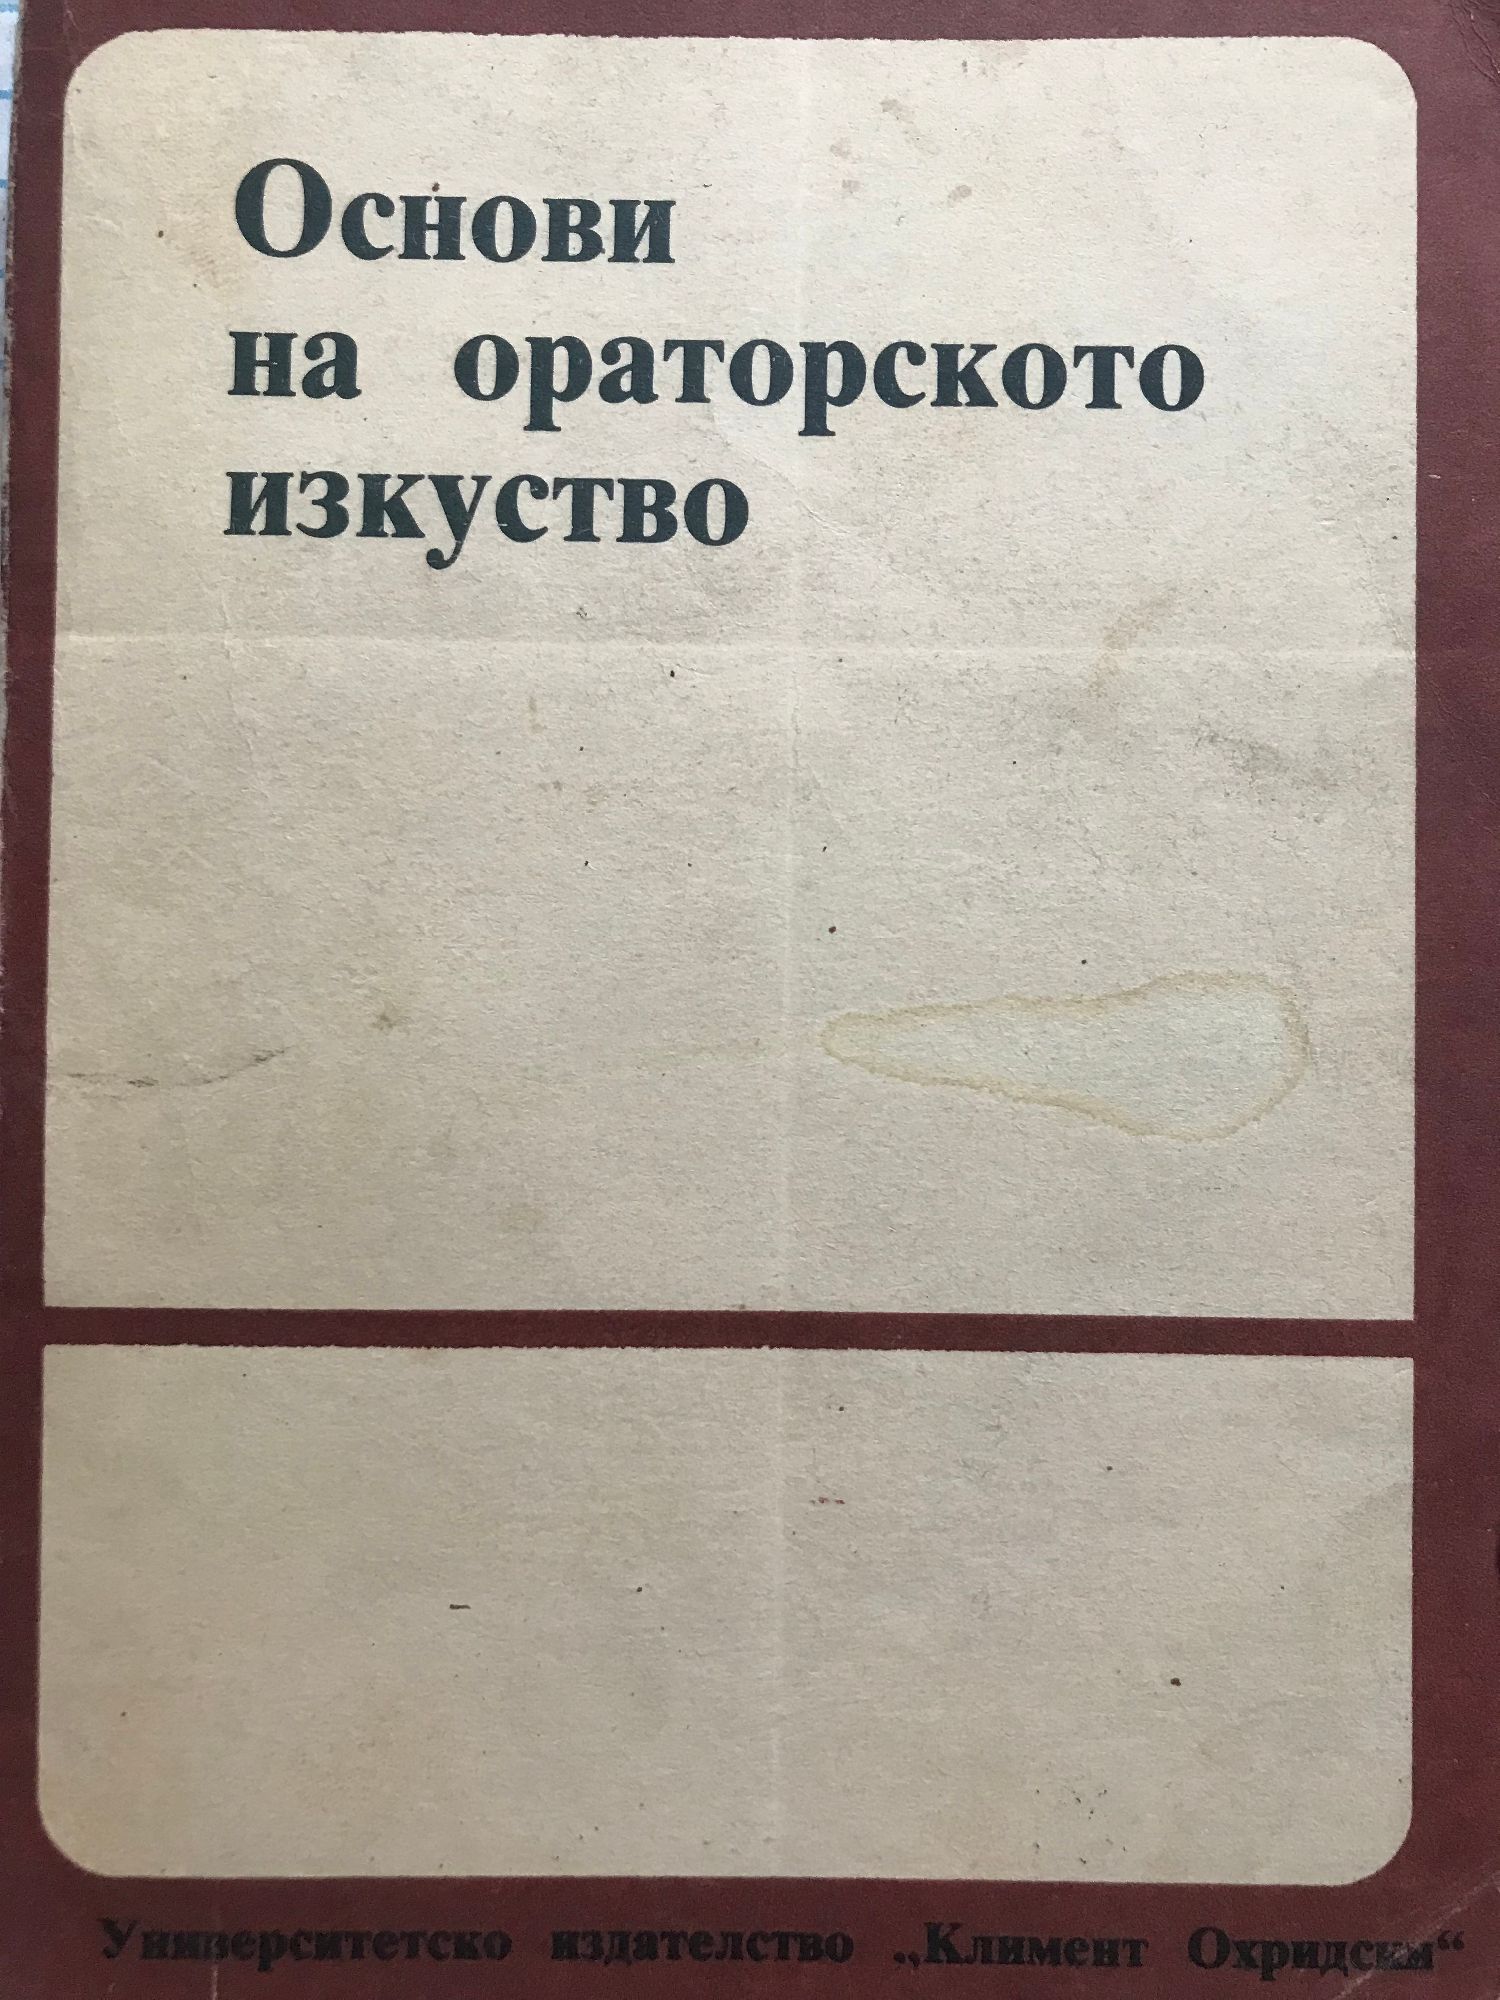 Основи
на ораторското
изкуство
Университетско издателство „Климент Охридски“